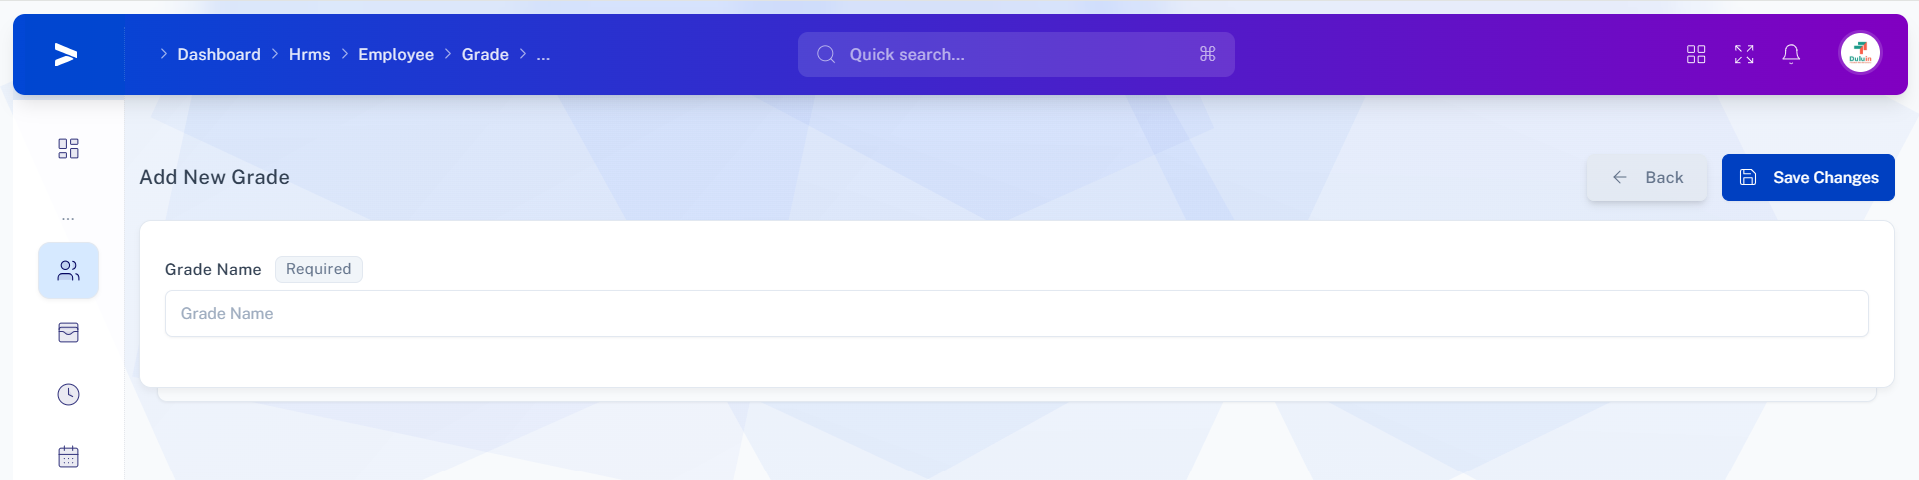 Dashboard Hrms Employee Grade ...
Quick search...
Duluin
...
Add New Grade
Back
Save Changes
Grade Name Required
Grade Name